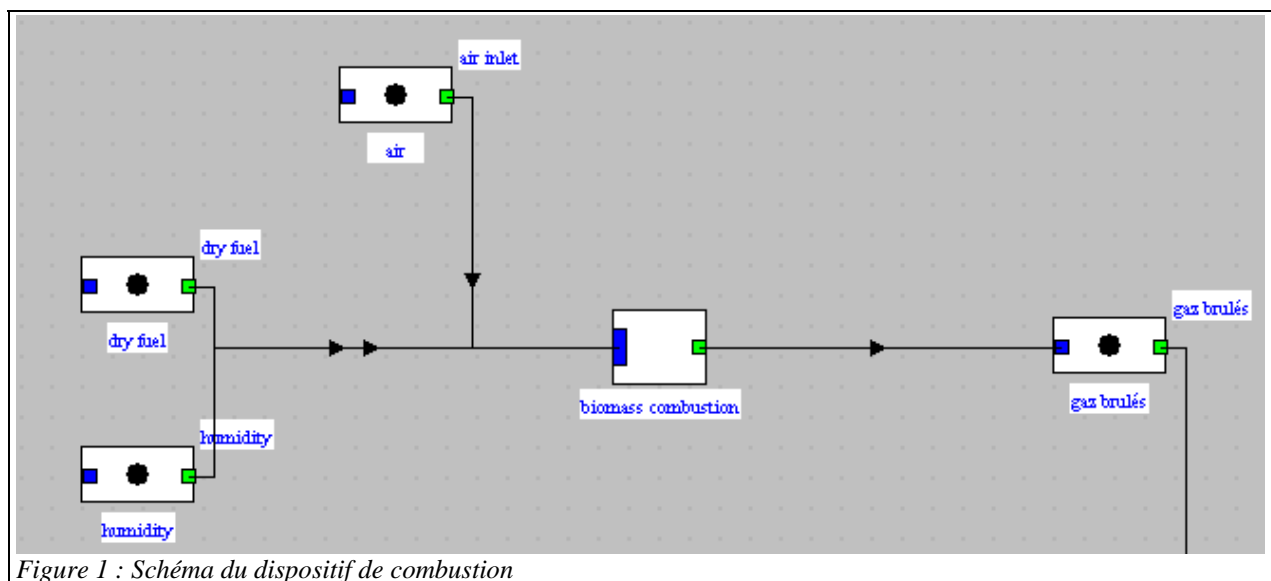 air inlet
air
dry fuel
dry fuel
humidity
humidity
biomass combustion
gaz brulés
gaz brulés
Figure 1 : Schéma du dispositif de combustion